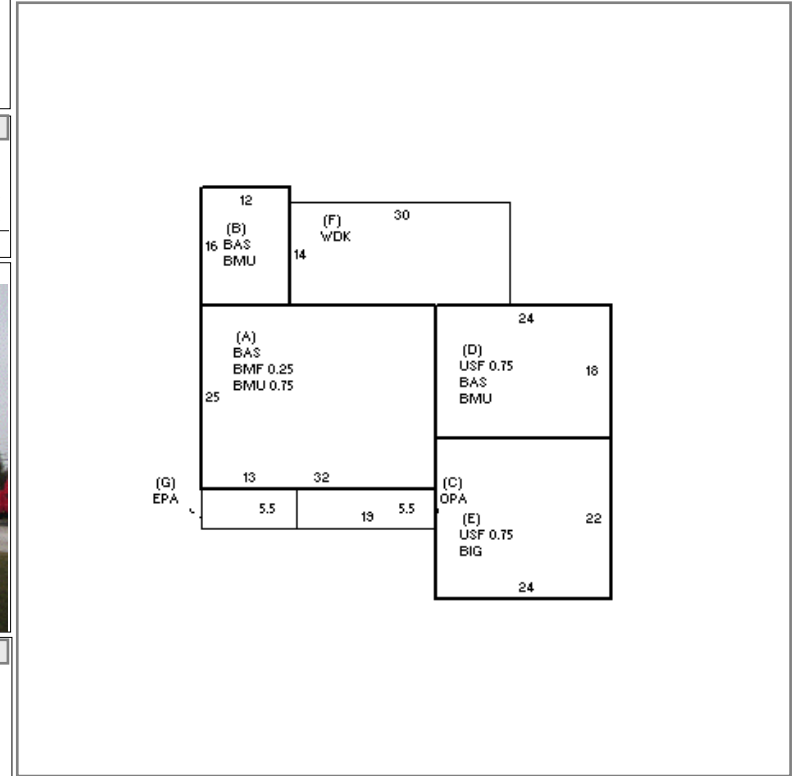 12
(B)
16 BAS
BMU
(F)
WDK
30
14
(A)
BAS
BMF 0.25
BMU 0.75
25
13
32
24
(D)
USF 0.75
BAS
BMU
18
(G)
EPA
5.5
19
5.5
(C)
OPA
(E)
USF 0.75
BIG
22
24